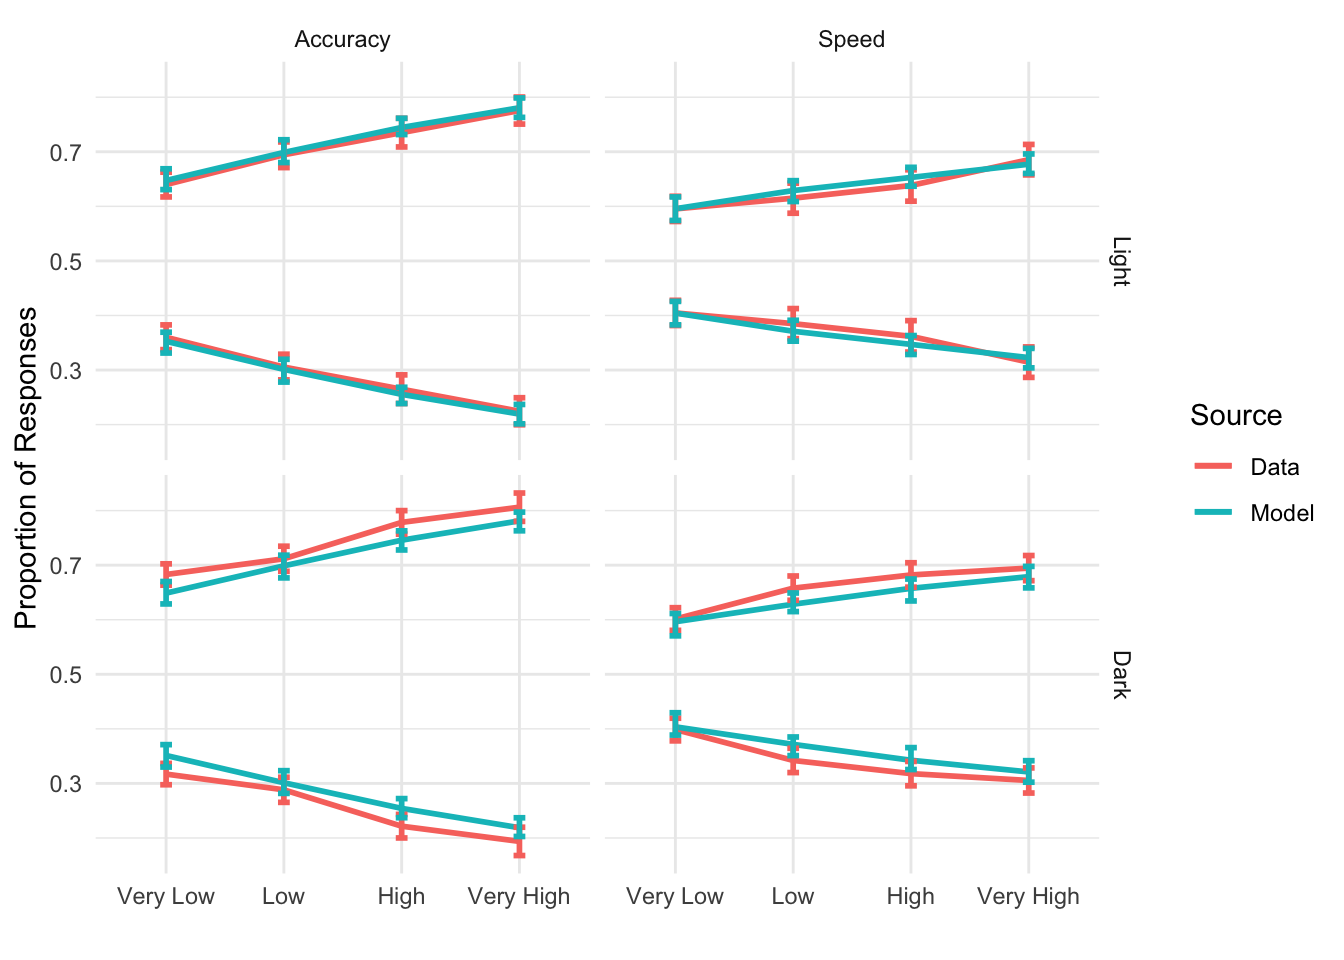 Accuracy
Speed
0.7
0.5
0.3
Light
0.7
0.5
0.3
Dark
Proportion of Responses
Very Low
Low
High
Very High
Very Low
Low
High
Very High
Source
Data
Model